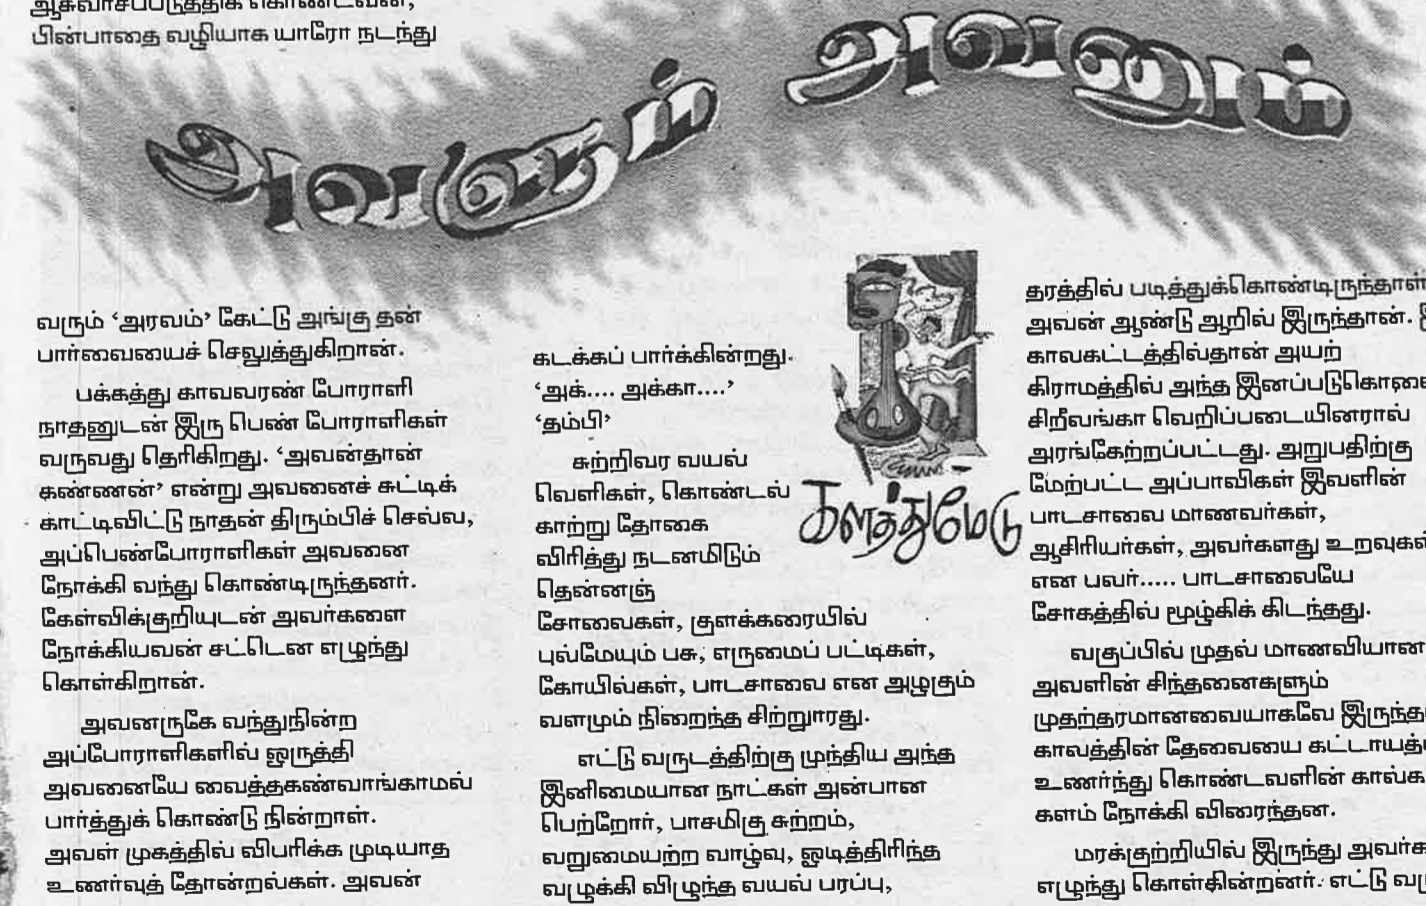 ஆசுவாசப்படுத்திக் கொண்டவன்,
பின்பாதை வழியாக யாரோ நடந்து
அவளும் அவனும்
வரும் ‘அரவம்’ கேட்டு அங்கு தன்
பார்வையைச் செலுத்துகிறான்.
பக்கத்து காவலரண் போராளி
நாதனுடன் இரு பெண் போராளிகள்
வருவது தெரிகிறது. ‘அவன்தான்
கண்ணன்’ என்று அவனைச் சுட்டிக்
காட்டிவிட்டு நாதன் திரும்பிச் செல்ல,
அப்பெண்போராளிகள் அவனை
நோக்கி வந்து கொண்டிருந்தனர்.
கேள்விக்குறியுடன் அவர்களை
நோக்கியவன் சட்டென எழுந்து
கொள்கிறான்.
அவனருகே வந்துநின்ற
அப்போராளிகளில் ஒருத்தி
அவனையே வைத்தகண்வாங்காமல்
பார்த்துக் கொண்டு நின்றாள்.
அவள் முகத்தில் விபரிக்க முடியாத
உணர்வுத் தோன்றல்கள். அவன்
கடக்கப் பார்க்கின்றது.
‘அக்.... அக்கா....’
‘தம்பி’
சுற்றிவர வயல்
வெளிகள், கொண்டல்
காற்று தோகை
விரித்து நடனமிடும்
தென்னஞ்
சோலைகள், குளக்கரையில்
புல்மேயும் பசு, எருமைப் பட்டிகள்,
கோயில்கள், பாடசாலை என அழகும்
வளமும் நிறைந்த சிற்றூரது.
எட்டு வருடத்திற்கு முந்திய அந்த
இனிமையான நாட்கள் அன்பான
பெற்றோர், பாசமிகு சுற்றம்,
வறுமையற்ற வாழ்வு, ஓடித்திரிந்த
வழுக்கி விழுந்த வயல் பரப்பு,
களத்துமேடு
தரத்தில் படித்துக்கொண்டிருந்தாள்
அவன் ஆண்டு ஆறில் இருந்தான்.
காலகட்டத்தில்தான் அயற்
கிராமத்தில் அந்த இனப்படுகொலை
சிறீலங்கா வெறிப்படையினரால்
அரங்கேற்றப்பட்டது. அறுபதிற்கு
மேற்பட்ட அப்பாவிகள் இவளின்
பாடசாலை மாணவர்கள்,
ஆசிரியர்கள், அவர்களது உறவுகள்
என பலர்..... பாடசாலையே
சோகத்தில் மூழ்கிக் கிடந்தது.
வகுப்பில் முதல் மாணவியான
அவளின் சிந்தனைகளும்
முதற்தரமானவையாகவே
காலத்தின் தேவையை
உணர்ந்து கொண்டவளின்
களம் நோக்கி விரைந்தன.
மரக்குற்றியில் இருந்து
எழுந்து கொள்கின்றனர். எட்டு